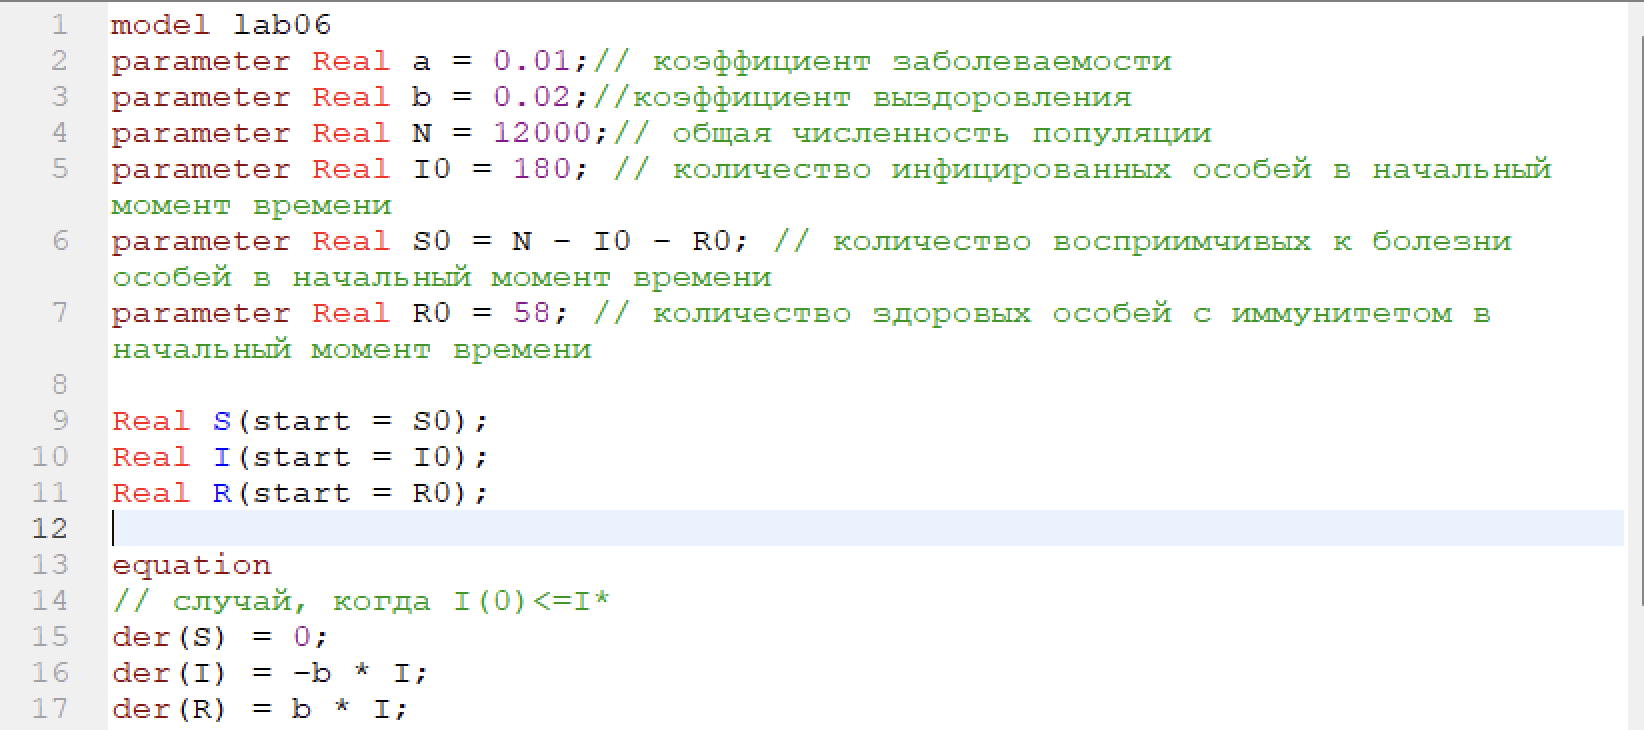 1 model lab06
2 parameter Real a = 0.01;// коэффициент заболеваемости
3 parameter Real b = 0.02;//коэффициент выздоровления
4 parameter Real N = 12000;// общая численность популяции
5 parameter Real I0 = 180; // количество инфицированных особей в начальный
момент времени
6 parameter Real S0 = N - I0 - R0; // количество восприимчивых к болезни
особей в начальный момент времени
7 parameter Real R0 = 58; // количество здоровых особей с иммунитетом в
начальный момент времени
8
9 Real S(start = S0);
10 Real I(start = I0);
11 Real R(start = R0);
12
13 equation
14 // случай, когда I(0)<=I*
15 der(S) = 0;
16 der(I) = -b * I;
17 der(R) = b * I;